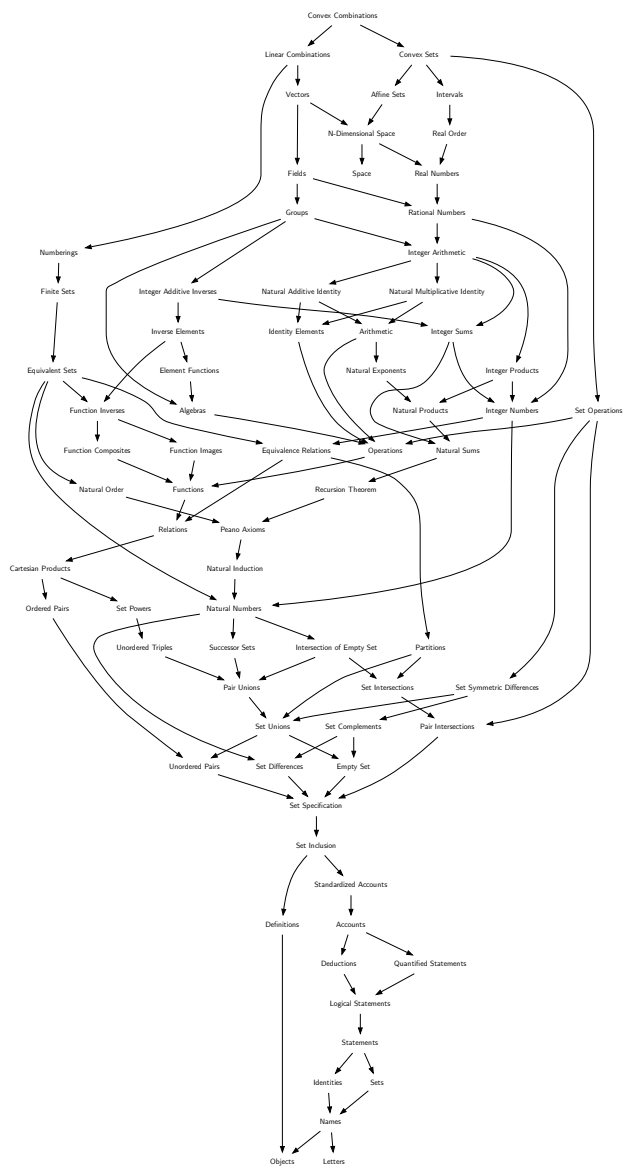 Convex Combinations
Linear Combinations
Convex Sets
Vectors
Affine Sets
Intervals
N-Dimensional Space
Real Order
Fields
Space
Real Numbers
Groups
Rational Numbers
Numberings
Integer Arithmetic
Finite Sets
Integer Additive Inverses
Natural Additive Identity
Natural Multiplicative Identity
Inverse Elements
Identity Elements
Arithmetic
Integer Sums
Equivalent Sets
Element Functions
Natural Exponents
Integer Products
Function Inverses
Algebras
Natural Products
Integer Numbers
Set Operations
Function Composites
Function Images
Equivalence Relations
Operations
Natural Sums
Natural Order
Functions
Recursion Theorem
Relations
Peano Axioms
Cartesian Products
Natural Induction
Ordered Pairs
Set Powers
Natural Numbers
Unordered Triples
Successor Sets
Intersection of Empty Set
Partitions
Pair Unions
Set Intersections
Set Symmetric Differences
Set Unions
Set Complements
Pair Intersections
Unordered Pairs
Set Differences
Empty Set
Set Specification
Set Inclusion
Standardized Accounts
Definitions
Accounts
Deductions
Quantified Statements
Logical Statements
Statements
Identities
Sets
Names
Objects
Letters